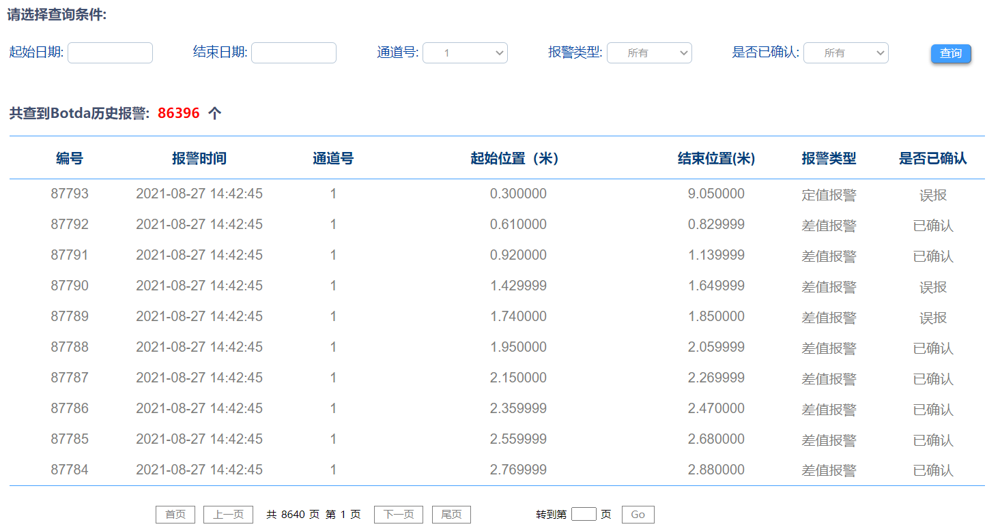 请选择查询条件:
起始日期: 结束日期: 通道号: 1 报警类型: 所有 是否已确认: 所有 查询
共查到Botda历史报警: 86396 个
编号 报警时间 通道号 起始位置（米） 结束位置(米) 报警类型 是否已确认
87793 2021-08-27 14:42:45 1 0.300000 9.050000 定值报警 误报
87792 2021-08-27 14:42:45 1 0.610000 0.829999 差值报警 已确认
87791 2021-08-27 14:42:45 1 0.920000 1.139999 差值报警 已确认
87790 2021-08-27 14:42:45 1 1.429999 1.649999 差值报警 误报
87789 2021-08-27 14:42:45 1 1.740000 1.850000 差值报警 误报
87788 2021-08-27 14:42:45 1 1.950000 2.059999 差值报警 已确认
87787 2021-08-27 14:42:45 1 2.150000 2.269999 差值报警 已确认
87786 2021-08-27 14:42:45 1 2.359999 2.470000 差值报警 已确认
87785 2021-08-27 14:42:45 1 2.559999 2.680000 差值报警 已确认
87784 2021-08-27 14:42:45 1 2.769999 2.880000 差值报警 已确认
首页 上一页 共 8640 页 第 1 页 下一页 尾页 转到第 页 Go